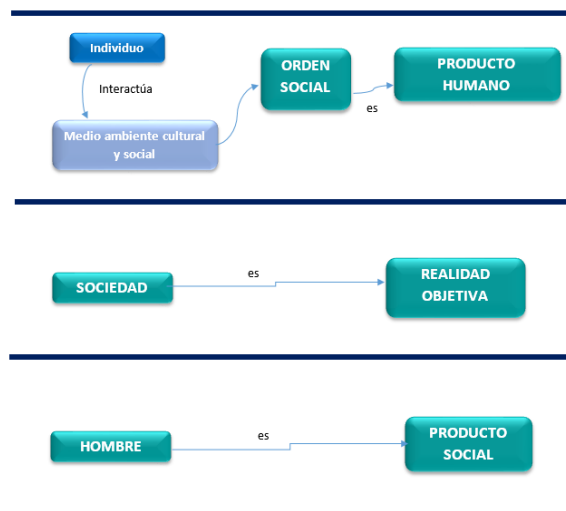 Individuo
Interactúa
Medio ambiente cultural
y social
ORDEN
SOCIAL
es
PRODUCTO
HUMANO
SOCIEDAD
es
REALIDAD
OBJETIVA
HOMBRE
es
PRODUCTO
SOCIAL